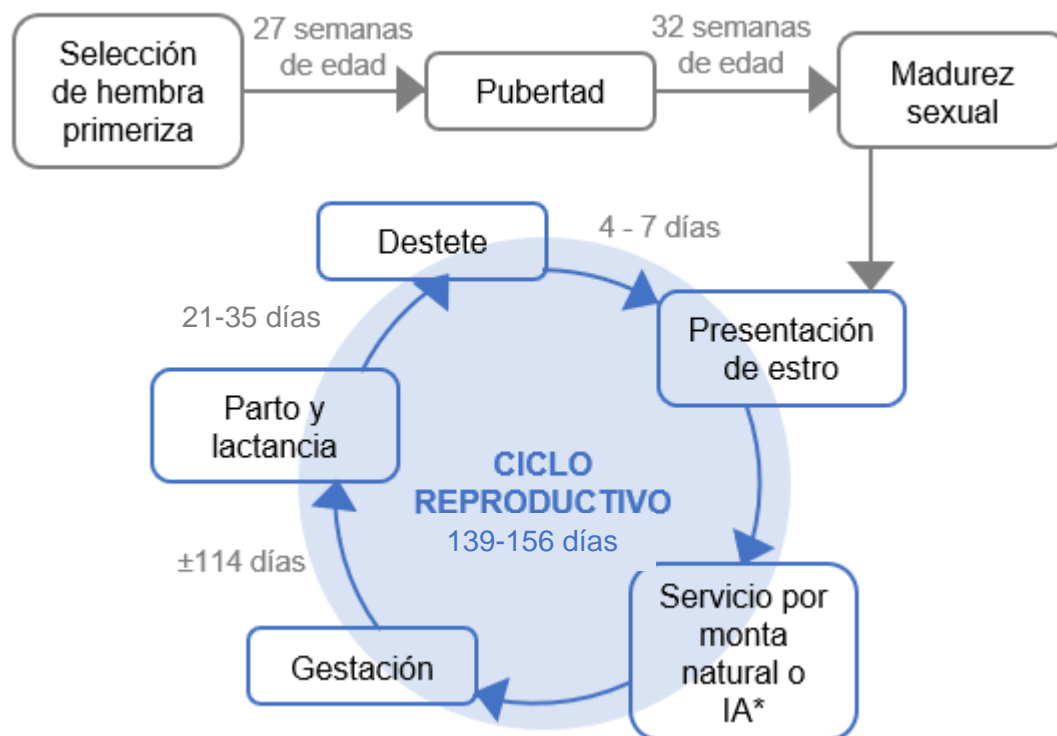 Selección
de hembra
primeriza
27 semanas
de edad
Pubertad
32 semanas
de edad
Madurez
sexual
Destete
4 - 7 días
Presentación
de estro
21-35 días
Parto y
lactancia
CICLO
REPRODUCTIVO
139-156 días
±114 días
Servicio por
monta
natural o
IA*
Gestación